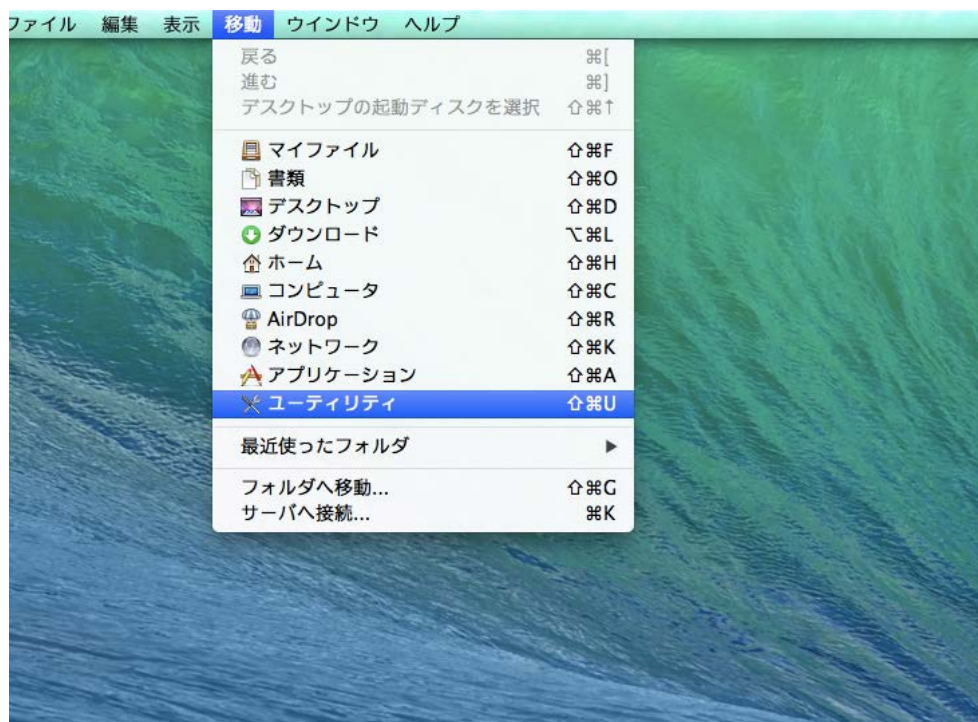 ファイル 編集 表示 移動 ウインドウ ヘルプ
戻る ⌘[
進む ⌘]
デスクトップの起動ディスクを選択 ⇧⌘↑
マイファイル ⇧⌘F
書類 ⇧⌘O
デスクトップ ⇧⌘D
ダウンロード ⌥⌘L
ホーム ⇧⌘H
コンピュータ ⇧⌘C
AirDrop ⇧⌘R
ネットワーク ⇧⌘K
アプリケーション ⇧⌘A
ユーティリティ ⇧⌘U
最近使ったフォルダ ▶
フォルダへ移動... ⇧⌘G
サーバへ接続... ⌘K